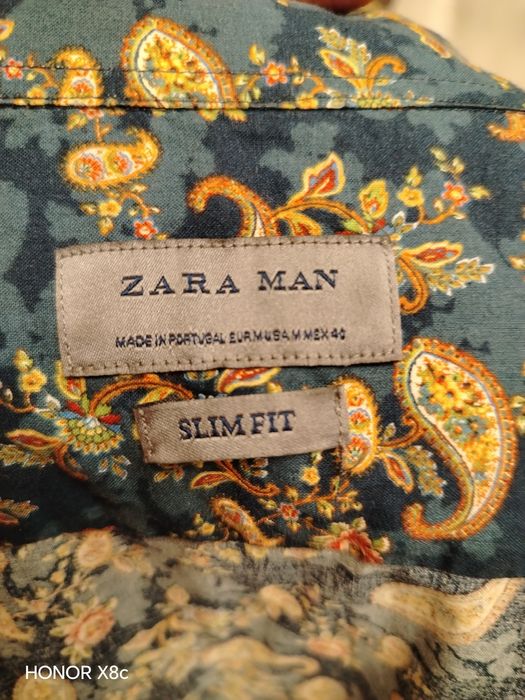 ZARA MAN
MADE IN PORTUGAL EUR M USA M MEX 40
SLIM FIT
HONOR X8c